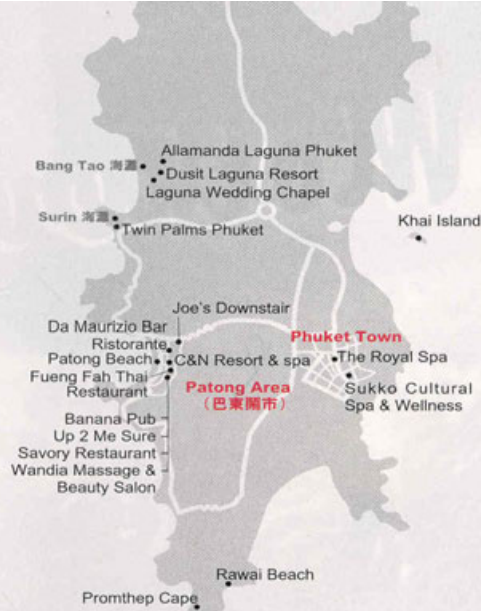 Allamanda Laguna Phuket
Bang Tao 海灘
Dusit Laguna Resort
Laguna Wedding Chapel
Surin 海灘
Twin Palms Phuket
Khai Island
Joe's Downstair
Da Maurizio Bar
Ristorante
Phuket Town
Patong Beach
C&N Resort & spa
The Royal Spa
Fueng Fah Thai
Restaurant
Patong Area
(巴東鬧市)
Sukko Cultural
Spa & Wellness
Banana Pub
Up 2 Me Sure
Savory Restaurant
Wandia Massage &
Beauty Salon
Rawai Beach
Promthep Cape